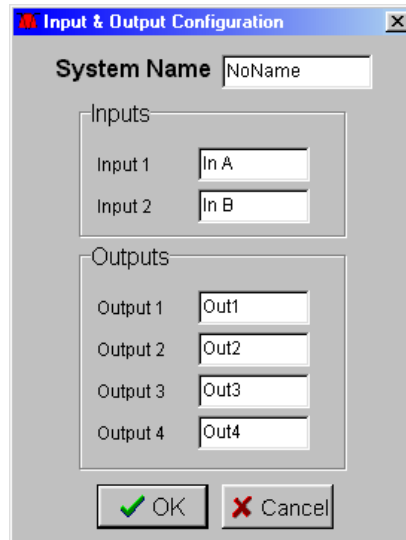 Input & Output Configuration
System Name NoName
Inputs
Input 1 In A
Input 2 In B
Outputs
Output 1 Out1
Output 2 Out2
Output 3 Out3
Output 4 Out4
OK Cancel